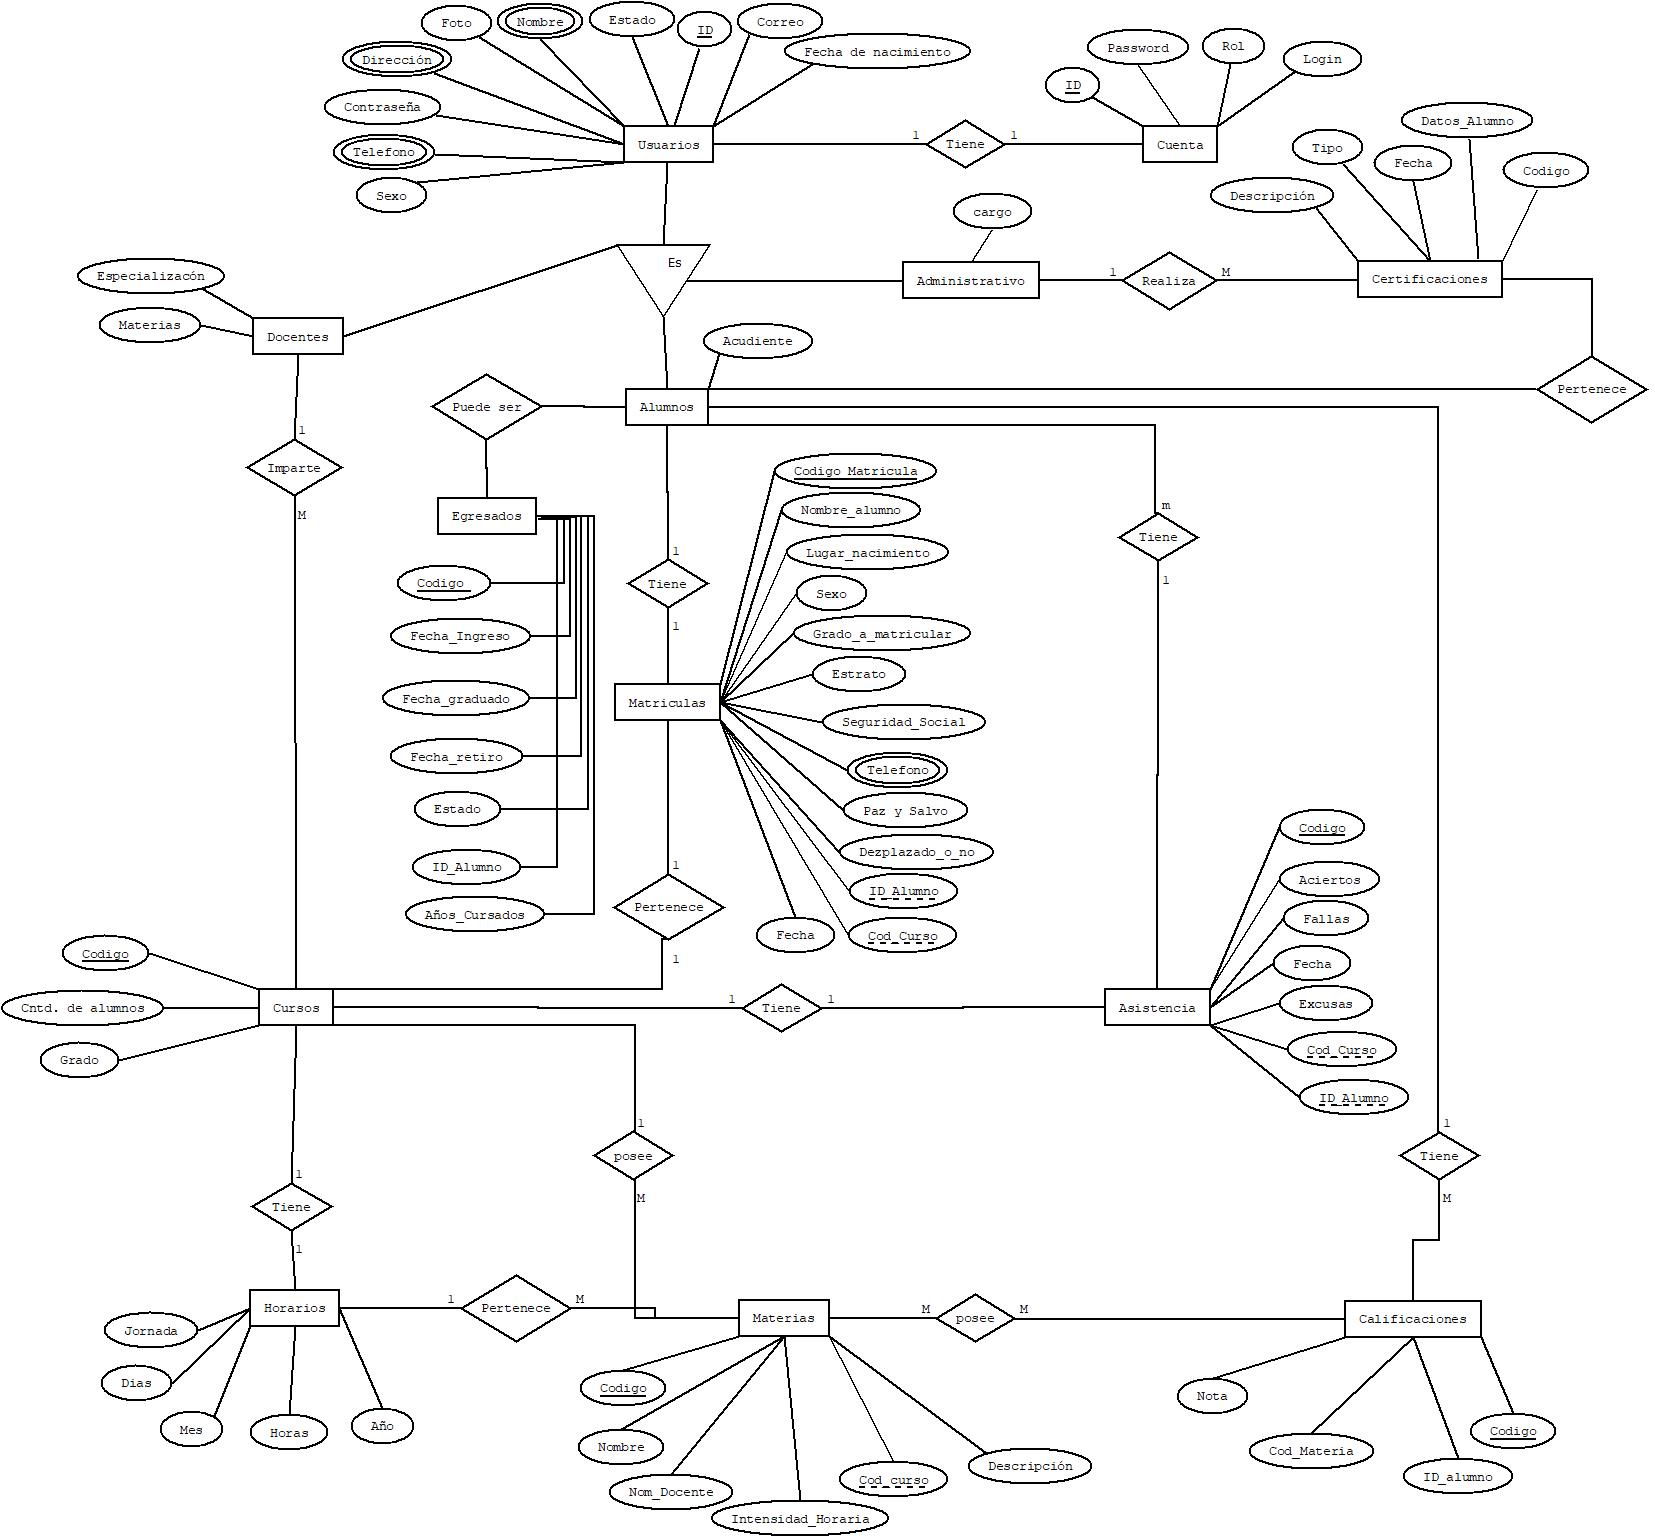 Foto
Nombre
Estado
ID
Correo
Fecha de nacimiento
Dirección
Contraseña
Telefono
Sexo
Usuarios
1
Tiene
1
Cuenta
ID
Password
Rol
Login
Datos_Alumno
Tipo
Fecha
Codigo
Descripción
cargo
Es
Administrativo
1
Realiza
M
Certificaciones
Especializacón
Materias
Docentes
Acudiente
Pertenece
Puede ser
Alumnos
1
Imparte
M
Egresados
Codigo
Fecha_Ingreso
Fecha_graduado
Fecha_retiro
Estado
ID_Alumno
Años_Cursados
1
Tiene
1
Matriculas
Codigo Matricula
Nombre_alumno
Lugar_nacimiento
Sexo
Grado_a_matricular
Estrato
Seguridad_Social
Telefono
Paz y Salvo
Dezplazado_o_no
ID_Alumno
Cod_Curso
Fecha
m
Tiene
1
1
Pertenece
1
Codigo
Cntd. de alumnos
Grado
Cursos
1
Tiene
1
Asistencia
Codigo
Aciertos
Fallas
Fecha
Excusas
Cod_Curso
ID_Alumno
1
posee
M
1
Tiene
M
1
Tiene
1
Horarios
1
Pertenece
M
Materias
M
posee
M
Calificaciones
Jornada
Dias
Mes
Horas
Año
Codigo
Nombre
Nom_Docente
Intensidad_Horaria
Cod_curso
Descripción
Nota
Cod_Materia
ID_alumno
Codigo